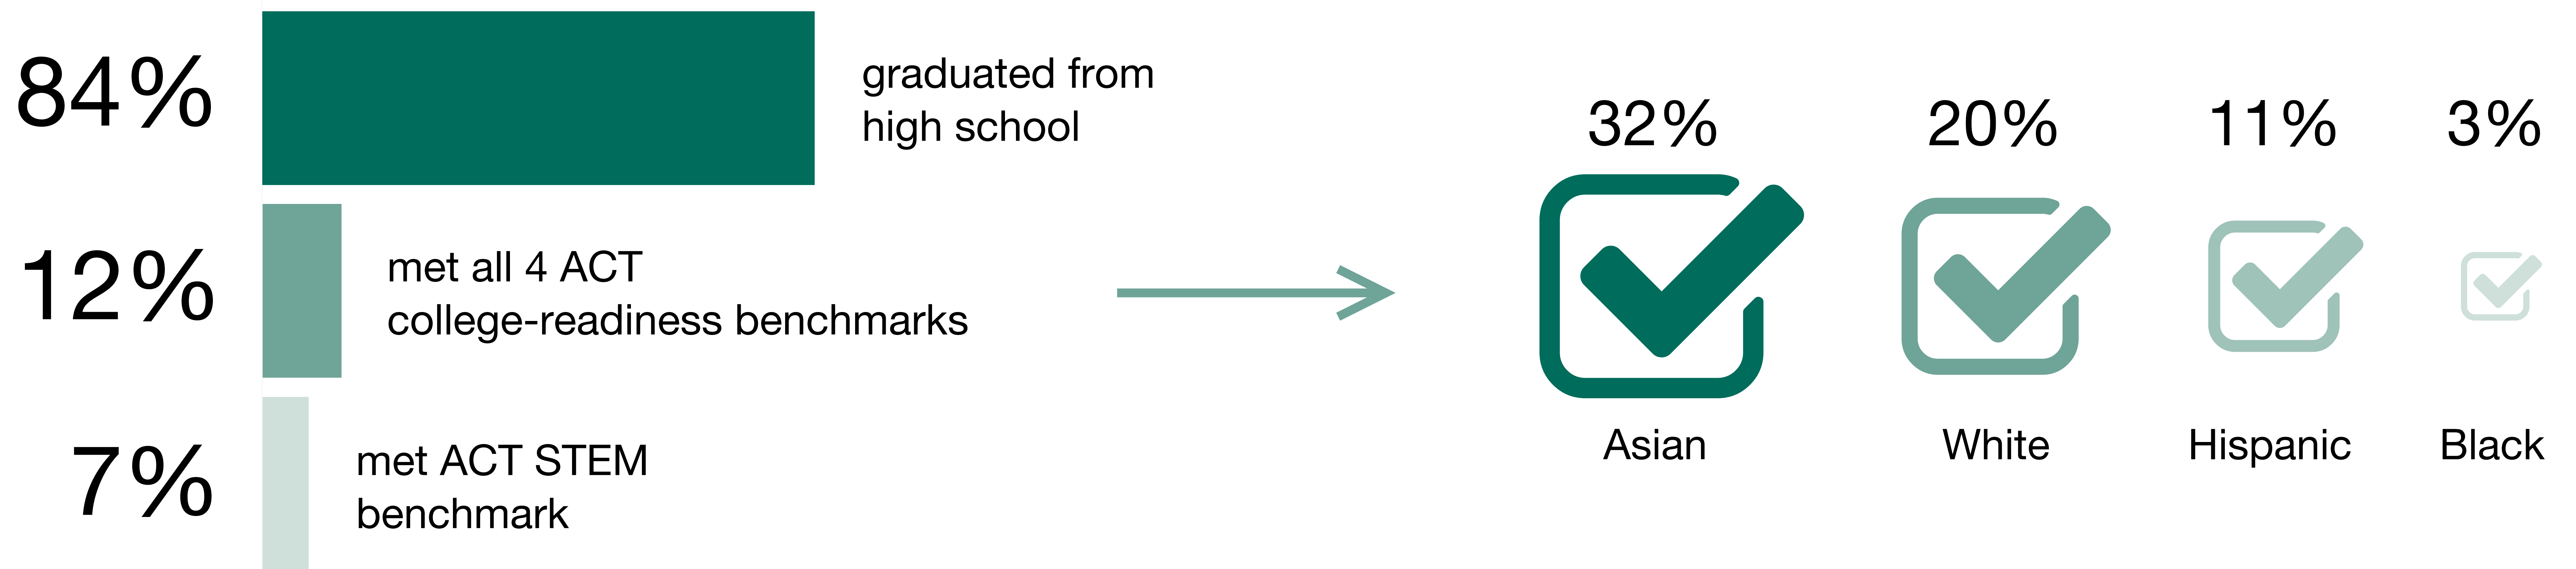 84%
graduated from
high school
12%
met all 4 ACT
college-readiness benchmarks
7%
met ACT STEM
benchmark
32%
20%
11%
3%
Asian
White
Hispanic
Black